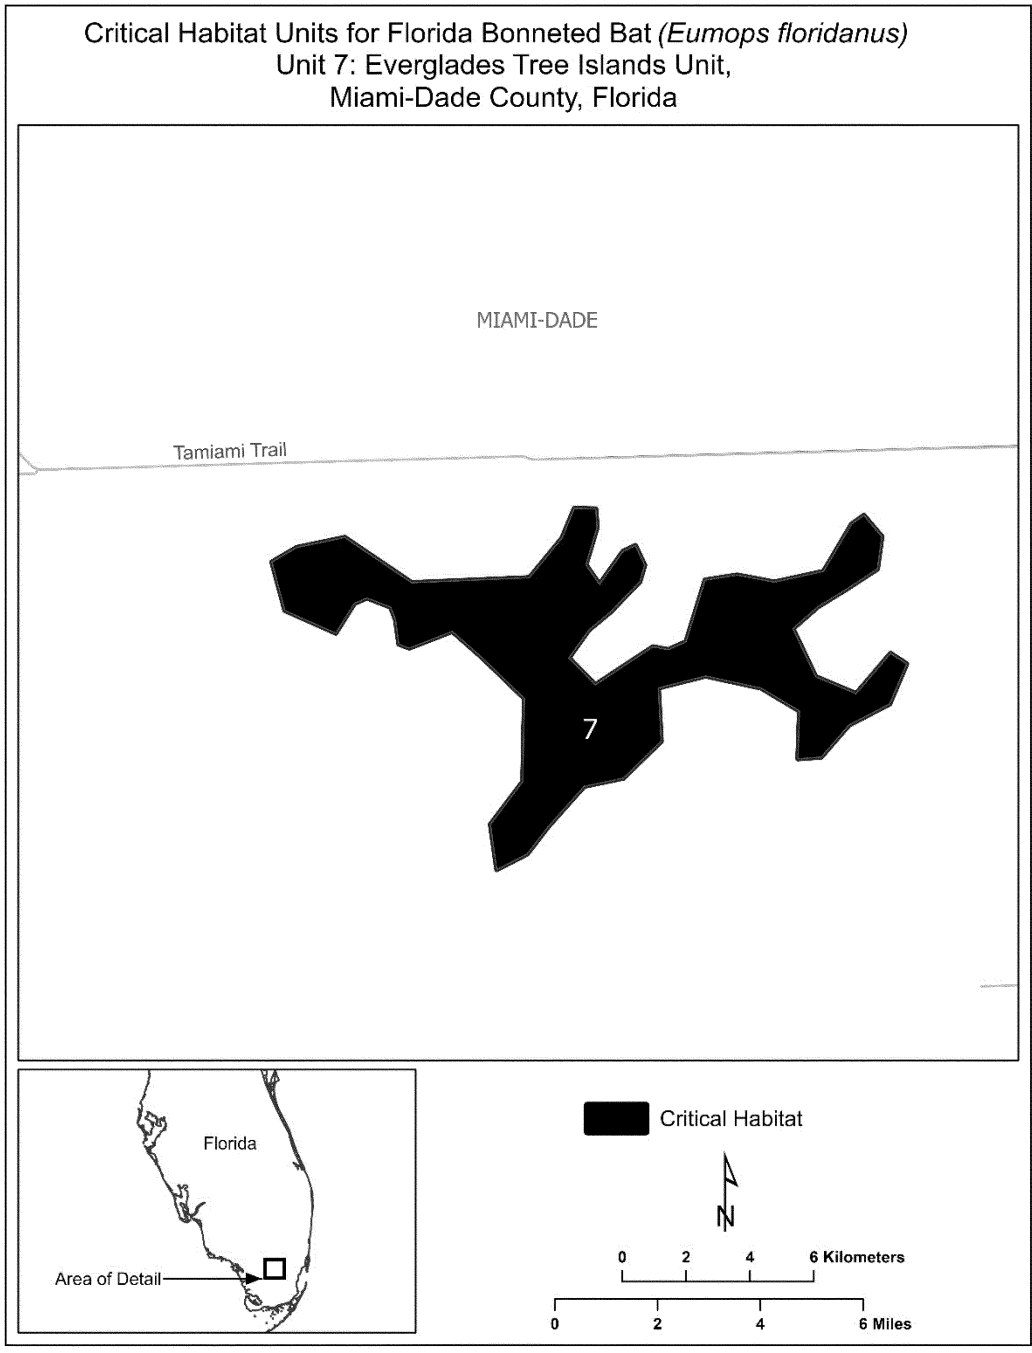 Critical Habitat Units for Florida Bonneted Bat (Eumops floridanus)
Unit 7: Everglades Tree Islands Unit,
Miami-Dade County, Florida
MIAMI-DADE
Tamiami Trail
7
Florida
Area of Detail
Critical Habitat
N
0 2 4 6 Kilometers
0 2 4 6 Miles